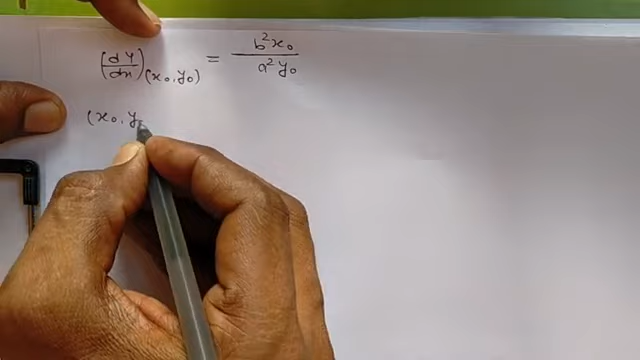 [dy/dx](x₀, y₀) = b²x₀ / a²y₀
(x₀, y